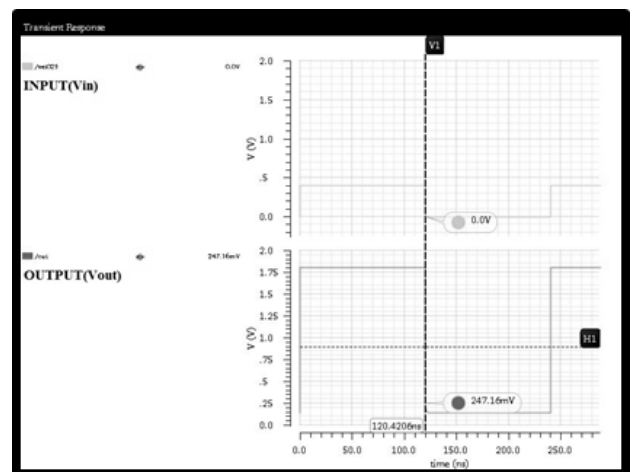 Transient Response
V1
0.0V
INPUT(Vin)
2.0
1.5
1.0
.5
0.0
V (V)
0.0V
/out
247.16mV
OUTPUT(Vout)
2.0
1.75
1.5
1.25
1.0
.75
.5
.25
0.0
V (V)
H1
247.16mV
120.4206ns
0.0 50.0 100.0 150.0 200.0 250.0
time (ns)